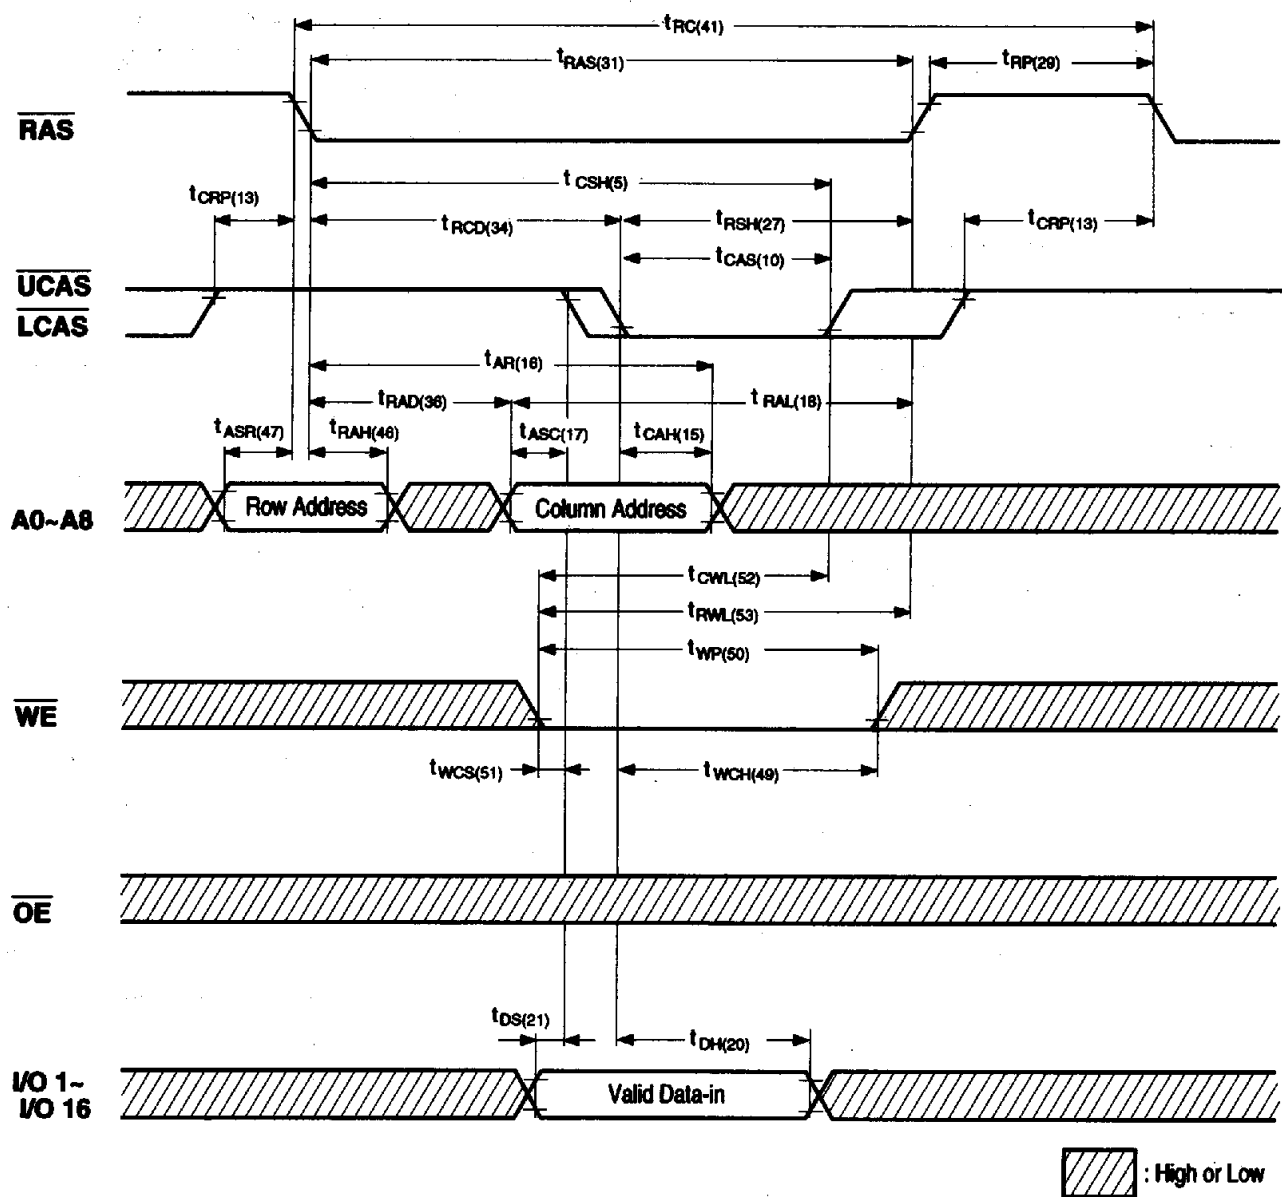 tRC(41)
tRAS(31)
tRP(29)
RAS
tCSH(5)
tCRP(13)
tRCD(34)
tRSH(27)
tCRP(13)
tCAS(10)
UCAS
LCAS
tAR(16)
tRAD(36)
tRAL(18)
tASR(47)
tRAH(46)
tASC(17)
tCAH(15)
A0~A8
Row Address
Column Address
tCWL(52)
tRWL(53)
tWP(50)
WE
tWCS(51)
tWCH(49)
OE
tDS(21)
tDH(20)
I/O 1~
I/O 16
Valid Data-in
: High or Low